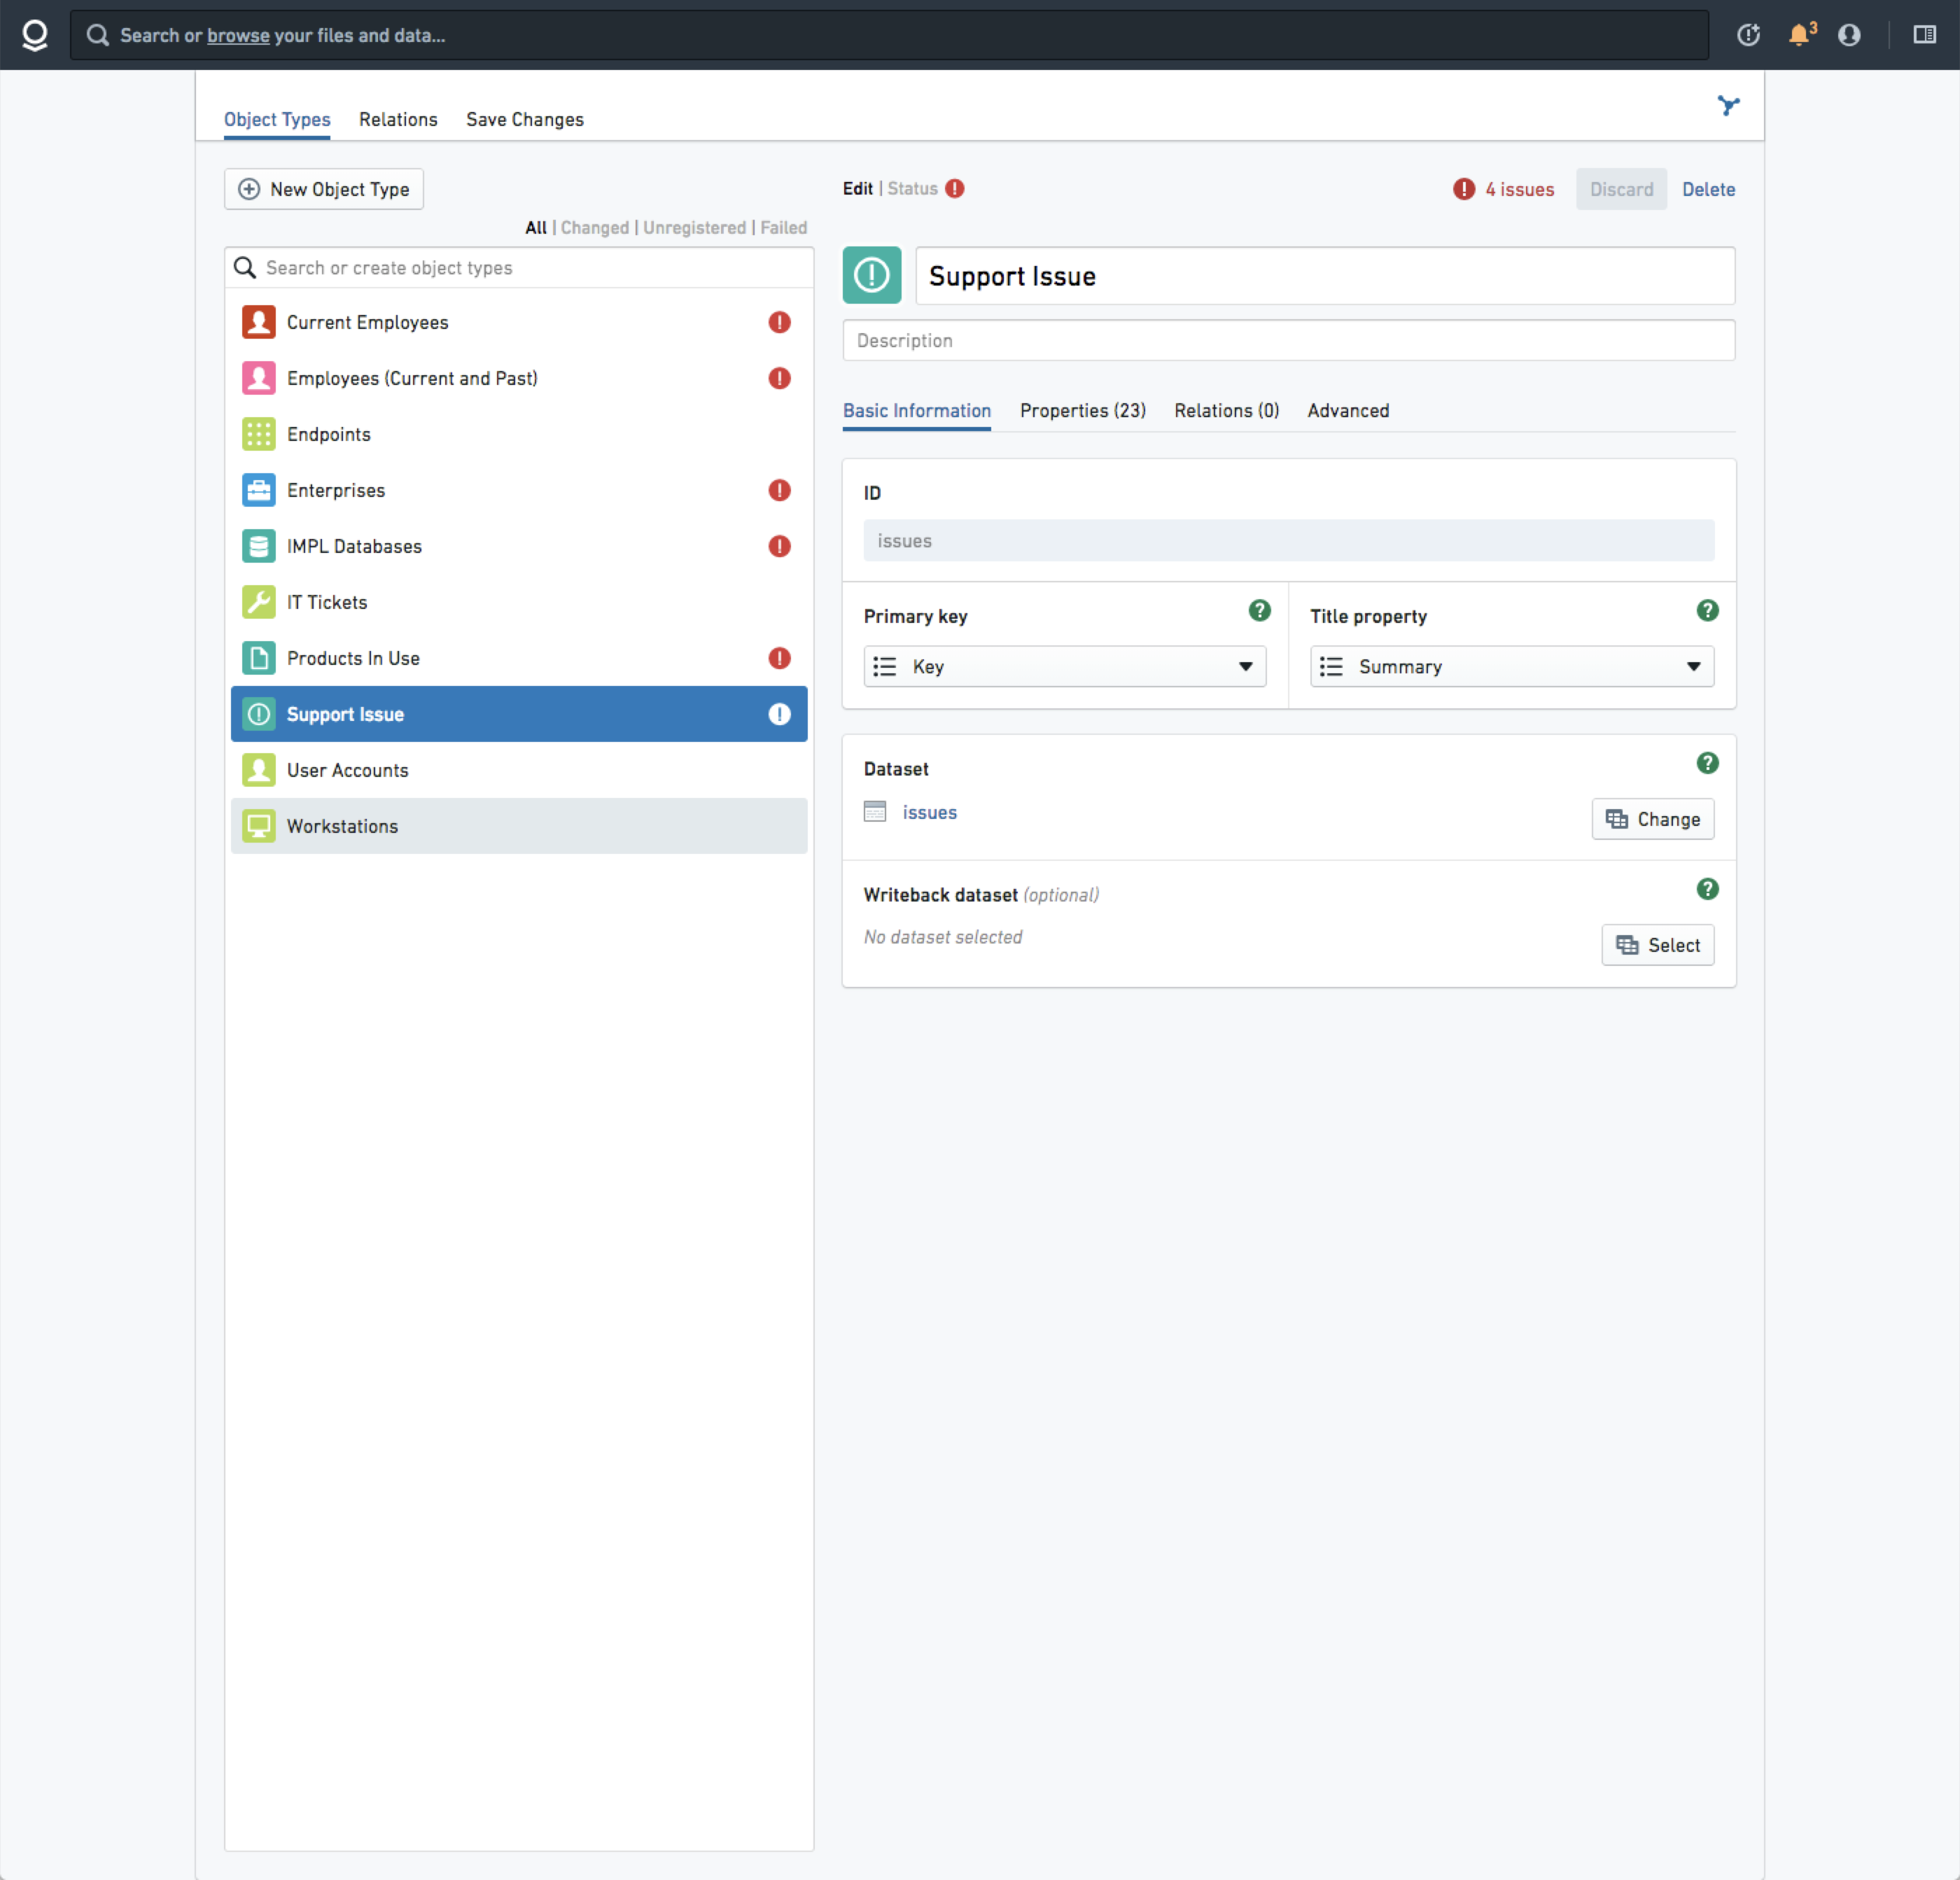 Search or browse your files and data...
3
Object Types Relations Save Changes
New Object Type
All | Changed | Unregistered | Failed
Search or create object types
Current Employees
Employees (Current and Past)
Endpoints
Enterprises
IMPL Databases
IT Tickets
Products In Use
Support Issue
User Accounts
Workstations
Edit | Status
4 issues Discard Delete
Support Issue
Description
Basic Information Properties (23) Relations (0) Advanced
ID
issues
Primary key
Key
Title property
Summary
Dataset
issues
Change
Writeback dataset (optional)
No dataset selected
Select